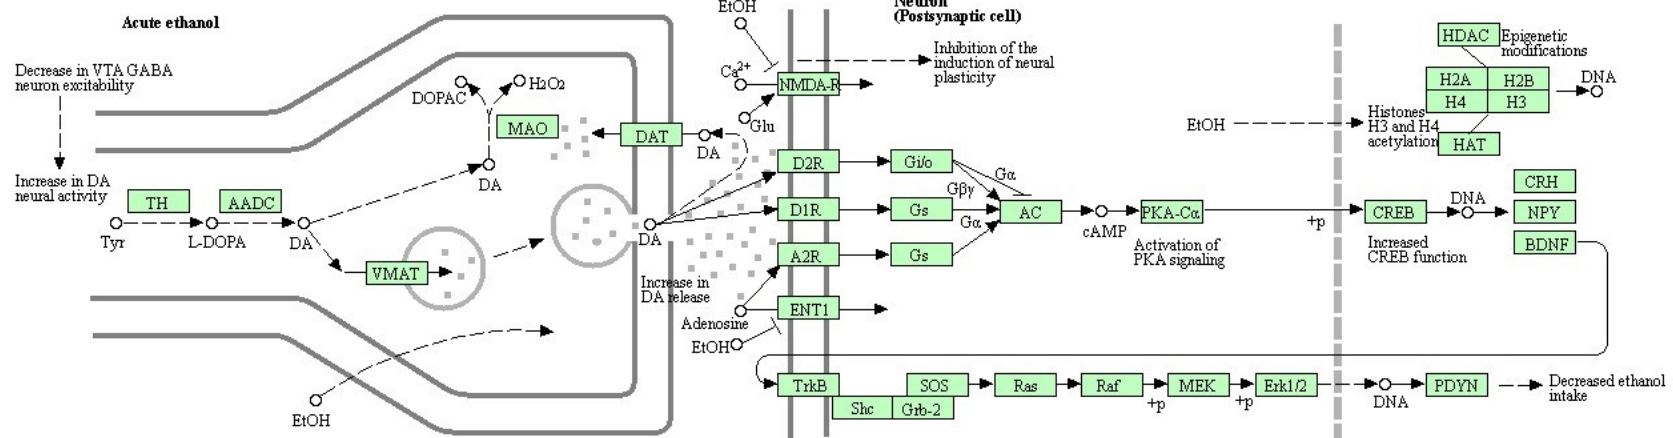 Acute ethanol
EtOH
Neuron
(Postsynaptic cell)
Decrease in VTA GABA
neuron excitability
Increase in DA
neural activity
DOPAC
H2O2
MAO
DAT
DA
DA
Ca2+
NMDA-R
Glu
Inhibition of the
induction of neural
plasticity
TH
AADC
Tyr
L-DOPA
DA
VMAT
DA
Increase in
DA release
EtOH
D2R
Gi/o
Gα
Gβγ
D1R
Gs
Gα
A2R
Gs
AC
cAMP
PKA-Cα
Activation of
PKA signaling
+p
Adenosine
ENT1
EtOH
HDAC
Epigenetic
modifications
H2A
H2B
H4
H3
HAT
DNA
EtOH
Histones
H3 and H4
acetylation
CREB
Increased
CREB function
DNA
CRH
NPY
BDNF
TrkB
Shc
Grb-2
SOS
Ras
Raf
+p
MEK
+p
Erk1/2
DNA
PDYN
Decreased ethanol
intake